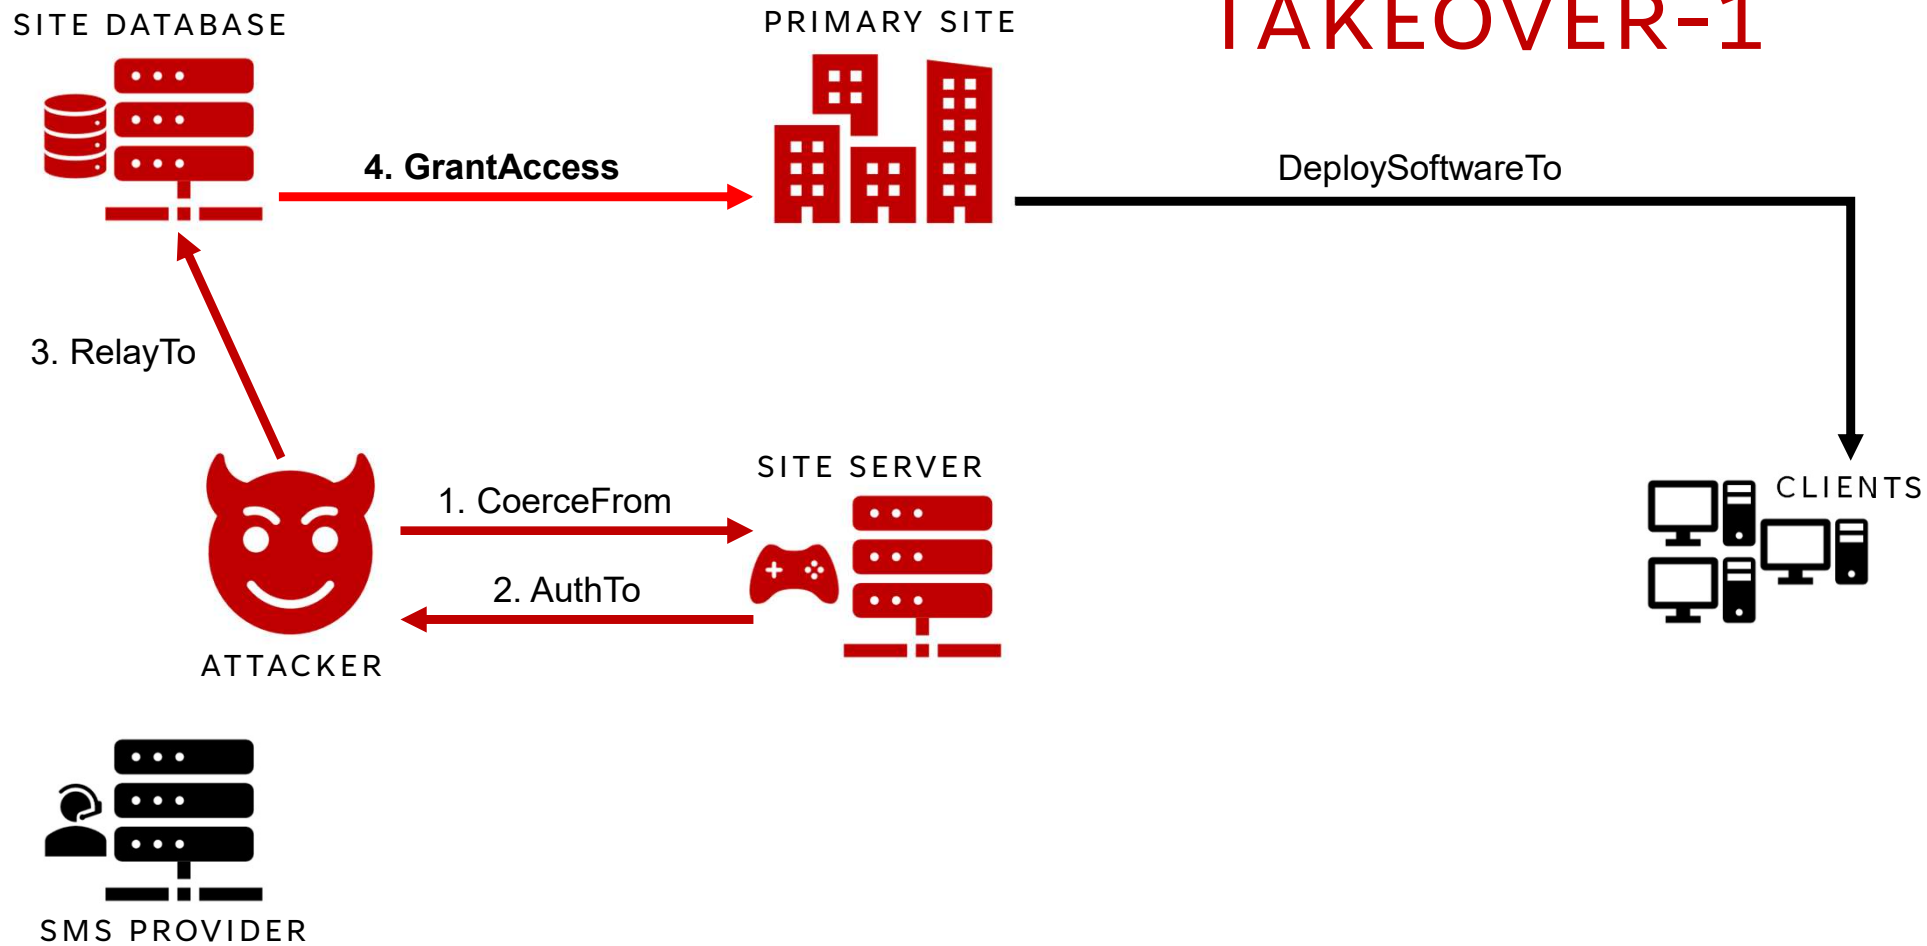 TAKEOVER-1
SITE DATABASE
PRIMARY SITE
4. GrantAccess
DeploySoftwareTo
3. RelayTo
SITE SERVER
1. CoerceFrom
CLIENTS
2. AuthTo
ATTACKER
SMS PROVIDER